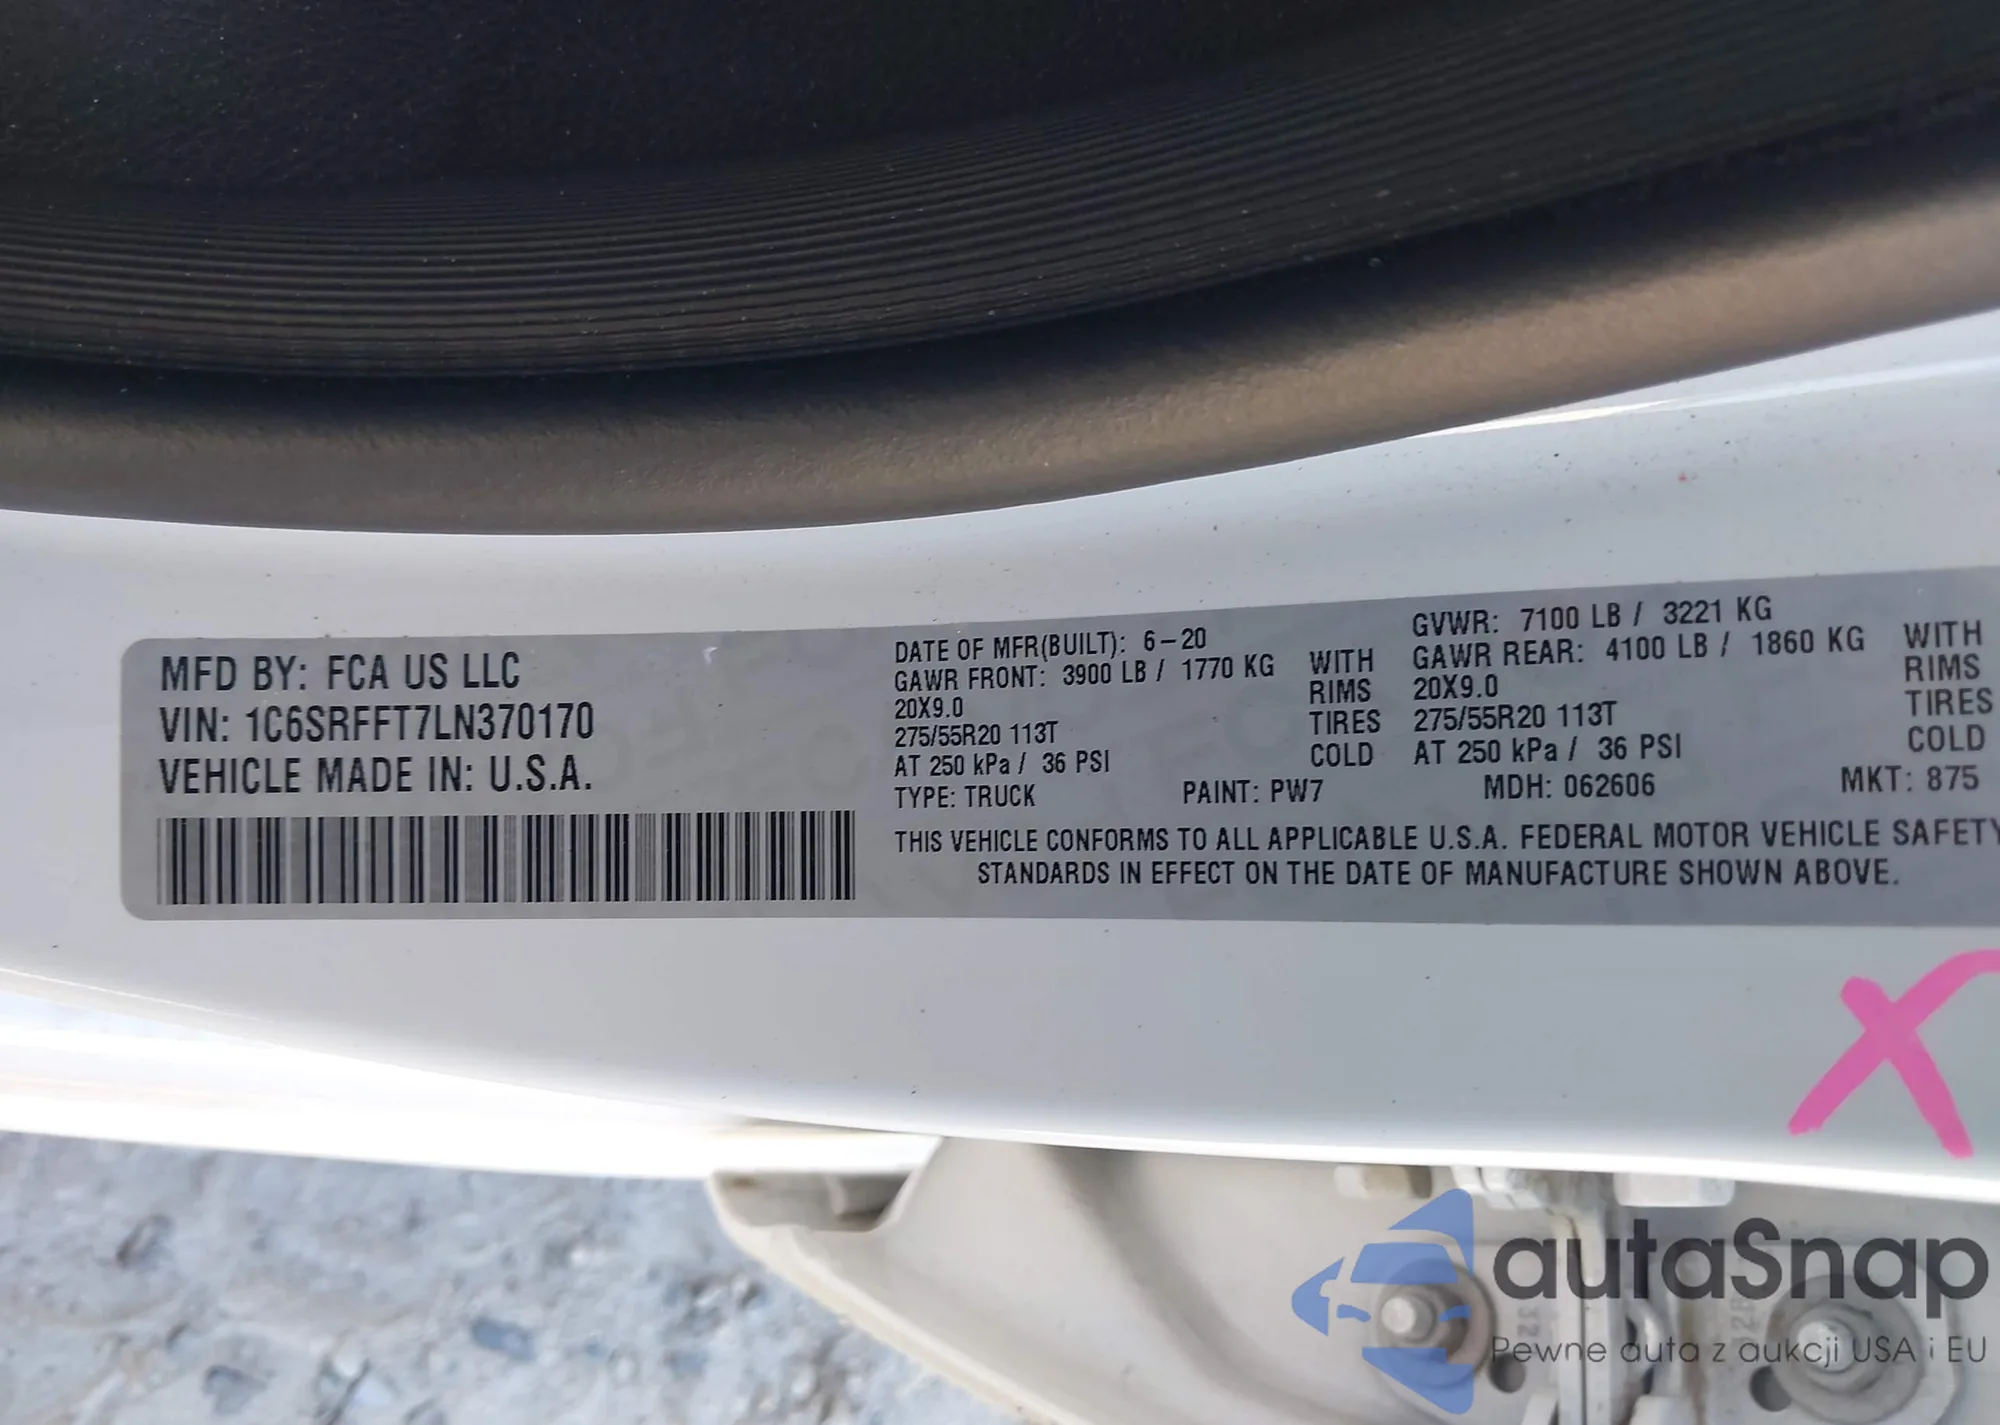 MFD BY: FCA US LLC
VIN: 1C6SRFFT7LN370170
VEHICLE MADE IN: U.S.A.
DATE OF MFR(BUILT): 6-20
GAWR FRONT: 3900 LB / 1770 KG WITH
20X9.0 RIMS
275/55R20 113T TIRES
AT 250 kPa / 36 PSI COLD
GVWR: 7100 LB / 3221 KG
GAWR REAR: 4100 LB / 1860 KG WITH
20X9.0 RIMS
275/55R20 113T TIRES
AT 250 kPa / 36 PSI COLD
TYPE: TRUCK PAINT: PW7 MDH: 062606 MKT: 875
THIS VEHICLE CONFORMS TO ALL APPLICABLE U.S.A. FEDERAL MOTOR VEHICLE SAFETY
STANDARDS IN EFFECT ON THE DATE OF MANUFACTURE SHOWN ABOVE.
X
autaSnap
Pewne auta z aukcji USA i EU